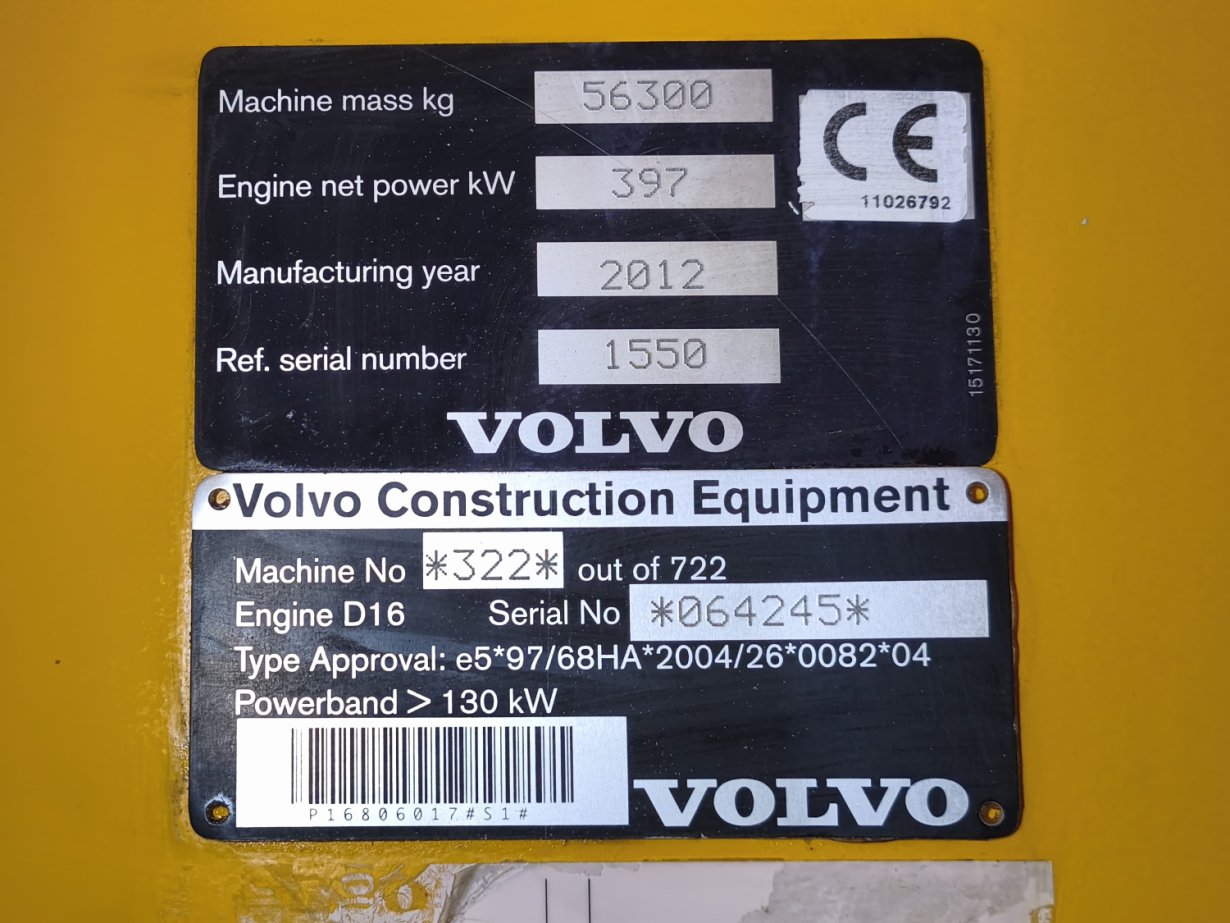 Machine mass kg 56300
CE
11026792
Engine net power kW 397
Manufacturing year 2012
Ref. serial number 1550
15171130
VOLVO
Volvo Construction Equipment
Machine No *322* out of 722
Engine D16 Serial No *064245*
Type Approval: e5*97/68HA*2004/26*0082*04
Powerband > 130 kW
P16806017#S1#
VOLVO